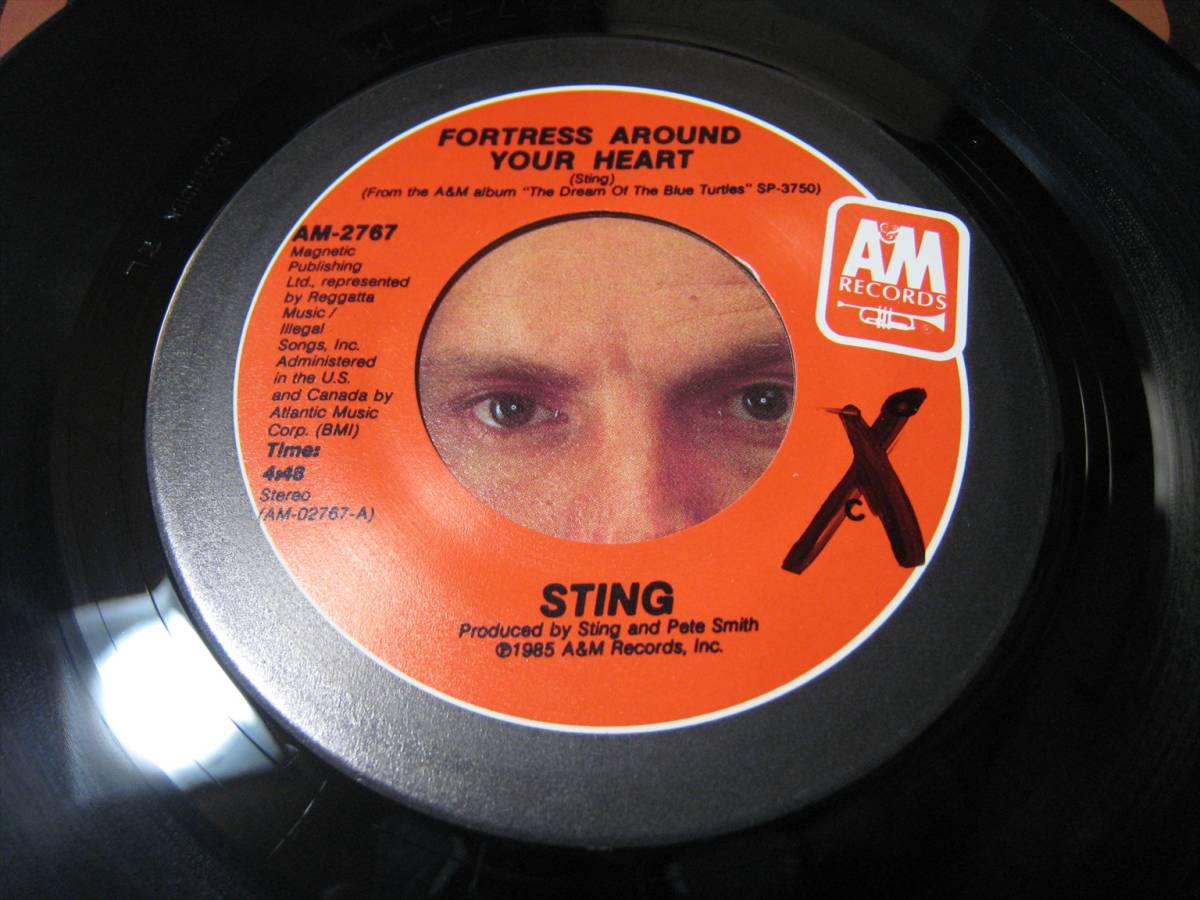 FORTRESS AROUND
YOUR HEART
(Sting)
(From the A&M album "The Dream Of The Blue Turtles" SP-3750)
AM-2767
Magnetic
Publishing
Ltd., represented
by Reggatta
Music /
Illegal
Songs, Inc.
Administered
in the U.S.
and Canada by
Atlantic Music
Corp. (BMI)
Time:
4:48
Stereo
(AM-02767-A)
A&M
RECORDS
X
C
STING
Produced by Sting and Pete Smith
℗1985 A&M Records, Inc.